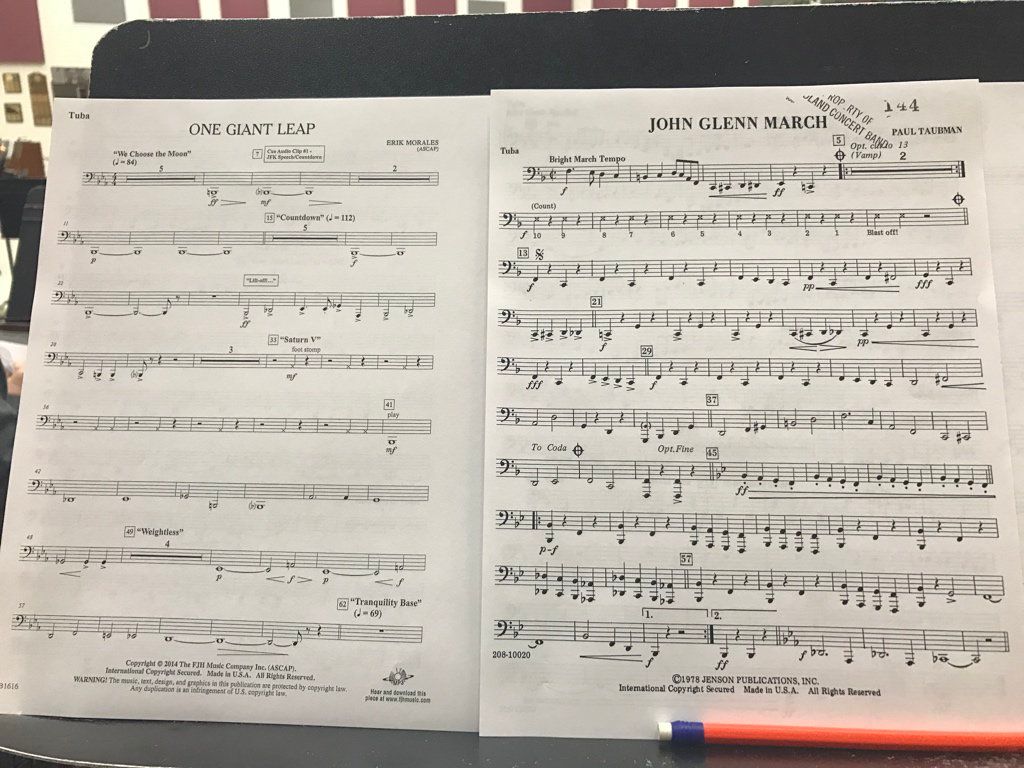 Tuba
ONE GIANT LEAP
ERIK MORALES
(ASCAP)
"We Choose the Moon"
(♩ = 84)
7
Cue Audio Clip #1 -
JFK Speech/Countdown
5
2
ff
mf
11
15 "Countdown" (♩ = 112)
5
p
f
22
"Lift-off!..."
ff
33 "Saturn V"
foot stomp
3
mf
36
41
play
mf
42
48
49 "Weightless"
4
p
f
p
f
57
62 "Tranquility Base"
(♩ = 69)
Copyright © 2014 The FJH Music Company Inc. (ASCAP).
International Copyright Secured. Made in U.S.A. All Rights Reserved.
WARNING! The music, text, design, and graphics in this publication are protected by copyright law.
Any duplication is an infringement of U.S. copyright law.
B1616
Hear and download this
piece at www.fjhmusic.com
ROPERTY OF
LAND CONCERT BAND
144
JOHN GLENN MARCH
PAUL TAUBMAN
Tuba
Bright March Tempo
5
Opt. cut to 13
(Vamp)
2
f
ff
(Count)
f 10 9 8 7 6 5 4 3 2 1 Blast off!
13
f
pp
fff
21
f
pp
29
fff
f
37
To Coda
Opt. Fine
45
ff
p-f
57
1.
2.
f
ff
f
208-10020
©1978 JENSON PUBLICATIONS, INC.
International Copyright Secured Made in U.S.A. All Rights Reserved